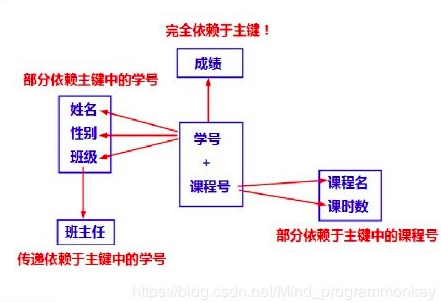 完全依赖于主键！
成绩
部分依赖主键中的学号
姓名
性别
班级
学号
+
课程号
课程名
课时数
班主任
部分依赖于主键中的课程号
传递依赖于主键中的学号
https://blog.csdn.net/Mind_programmonkey